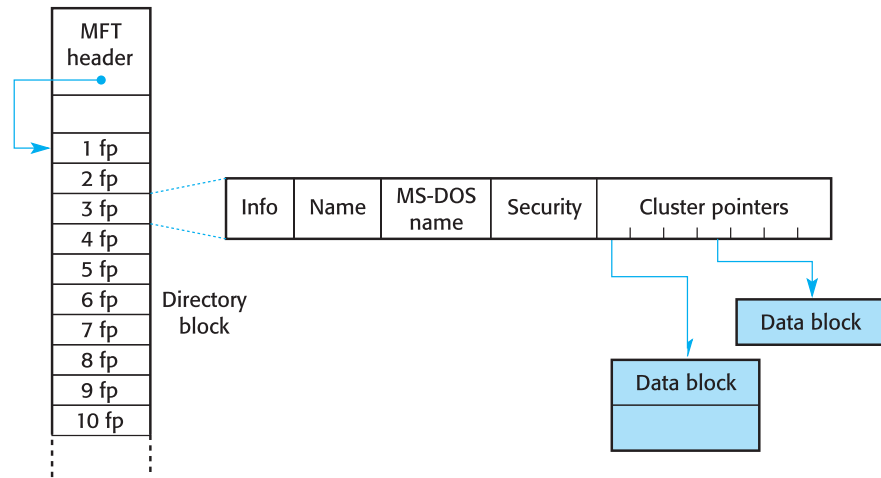 MFT
header
1 fp
2 fp
3 fp
4 fp
5 fp
6 fp
7 fp
8 fp
9 fp
10 fp
Directory
block
Info
Name
MS-DOS
name
Security
Cluster pointers
Data block
Data block